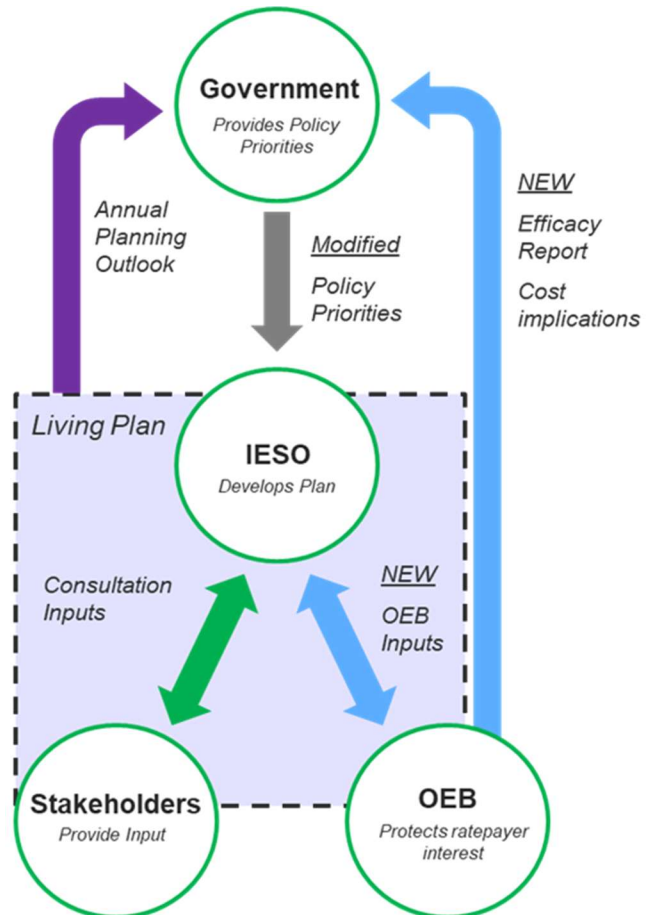 Government
Provides Policy
Priorities
Annual
Planning
Outlook
Modified
Policy
Priorities
NEW
Efficacy
Report
Cost
implications
Living Plan
IESO
Develops Plan
Consultation
Inputs
NEW
OEB
Inputs
Stakeholders
Provide Input
OEB
Protects ratepayer
interest